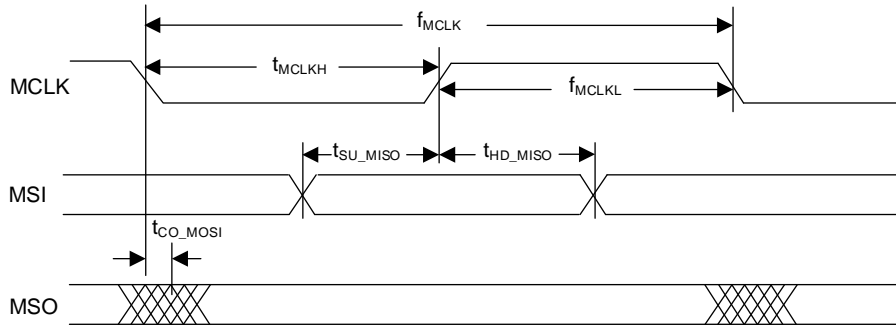 fMCLK
tMCLKH
MCLK
fMCLKL
tSU_MISO
tHD_MISO
MSI
tCO_MOSI
MSO